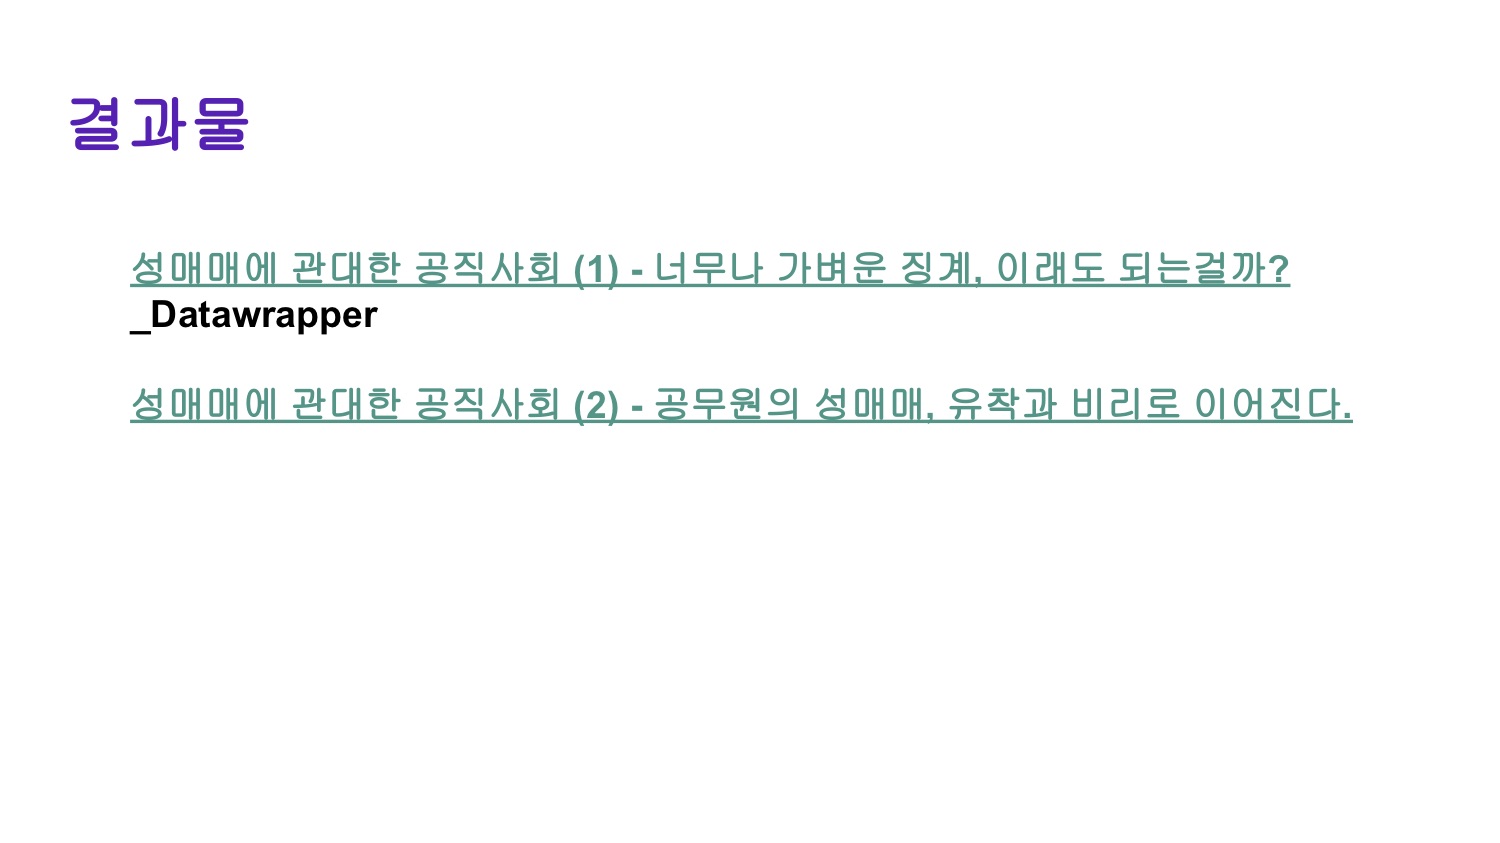 결과물
성매매에 관대한 공직사회 (1) - 너무나 가벼운 징계, 이래도 되는걸까?
_Datawrapper
성매매에 관대한 공직사회 (2) - 공무원의 성매매, 유착과 비리로 이어진다.